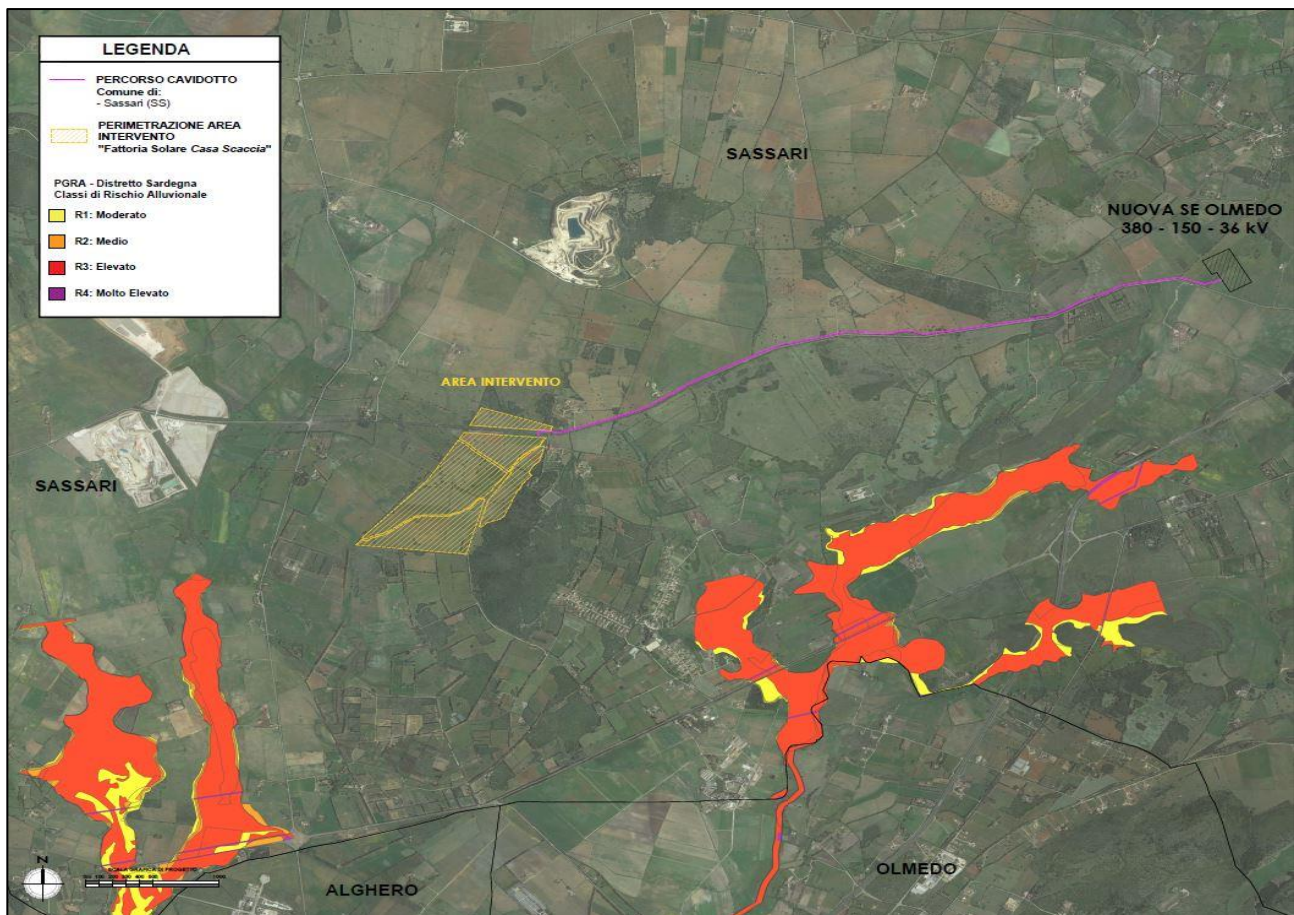 LEGENDA
PERCORSO CAVIDOTTO
Comune di:
- Sassari (SS)
PERIMETRAZIONE AREA
INTERVENTO
"Fattoria Solare Casa Scaccia"
PGRA - Distretto Sardegna
Classi di Rischio Alluvionale
R1: Moderato
R2: Medio
R3: Elevato
R4: Molto Elevato
SASSARI
NUOVA SE OLMEDO
380 - 150 - 36 kV
AREA INTERVENTO
SASSARI
OLMEDO
ALGHERO
N